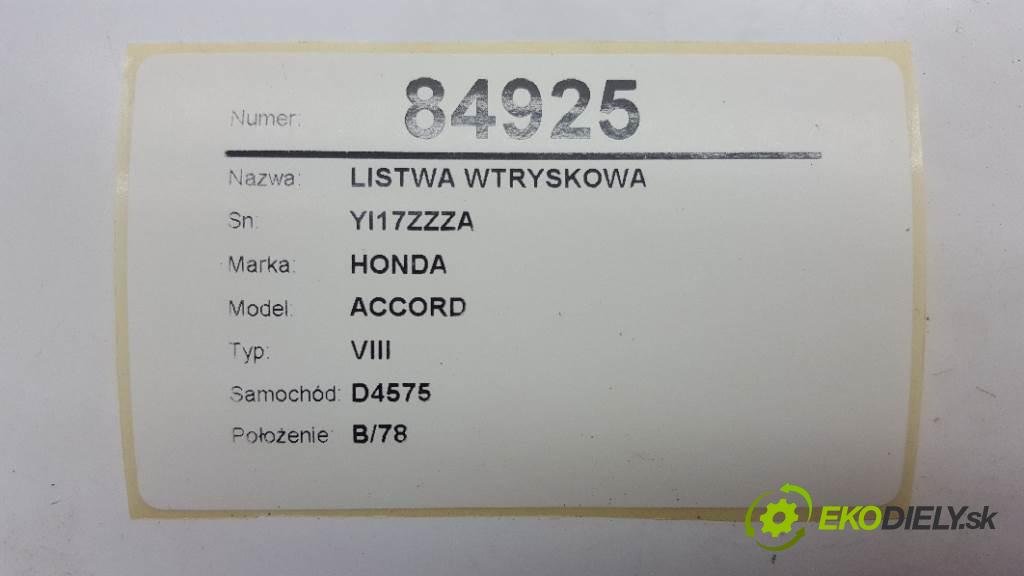 Numer: 84925
Nazwa: LISTWA WTRYSKOWA
Sn: YI17ZZZA
Marka: HONDA
Model: ACCORD
Typ: VIII
Samochód: D4575
Położenie: B/78
EKODIELY.sk